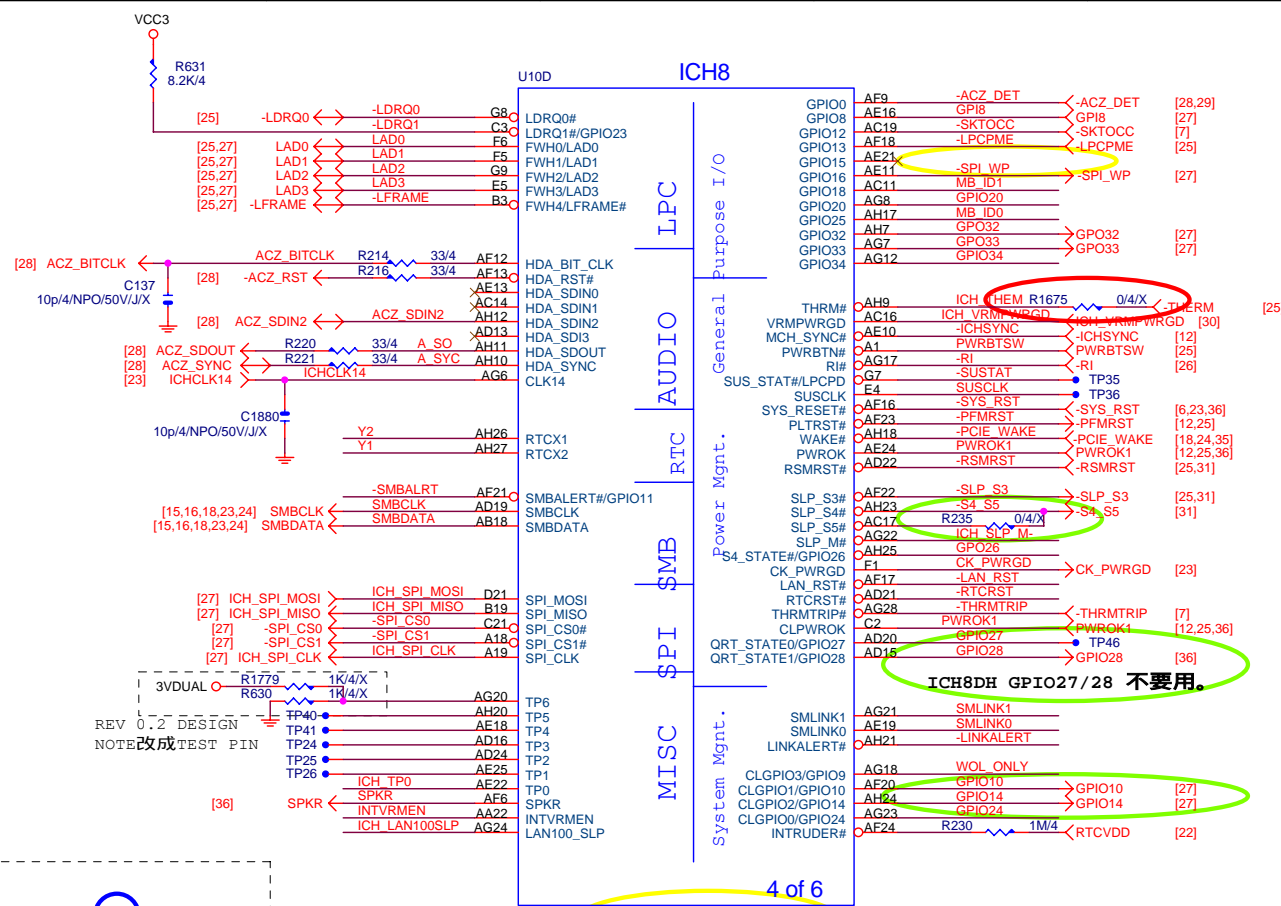 VCC3
R631
8.2K/4
U10D
ICH8
[25] -LDRQ0 -LDRQ0 G8 LDRQ0#
-LDRQ1 C3 LDRQ1#/GPIO23
[25,27] LAD0 LAD0 F6 FWH0/LAD0
[25,27] LAD1 LAD1 F5 FWH1/LAD1
[25,27] LAD2 LAD2 G9 FWH2/LAD2
[25,27] LAD3 LAD3 E5 FWH3/LAD3
[25,27] -LFRAME -LFRAME B3 FWH4/LFRAME#
LPC
[28] ACZ_BITCLK ACZ_BITCLK R214 33/4 AF12 HDA_BIT_CLK
[28] -ACZ_RST R216 33/4 AF13 HDA_RST#
C137
10p/4/NPO/50V/J/X
AE13 HDA_SDIN0
AC14 HDA_SDIN1
[28] ACZ_SDIN2 ACZ_SDIN2 AH12 HDA_SDIN2
AD13 HDA_SDI3
[28] ACZ_SDOUT R220 33/4 A_SO AH11 HDA_SDOUT
[28] ACZ_SYNC R221 33/4 A_SYC AH10 HDA_SYNC
[23] ICHCLK14 ICHCLK14 AG6 CLK14
AUDIO
C1880
10p/4/NPO/50V/J/X
Y2 AH26 RTCX1
Y1 AH27 RTCX2
RTC
-SMBALRT AF21 SMBALERT#/GPIO11
[15,16,18,23,24] SMBCLK SMBCLK AD19 SMBCLK
[15,16,18,23,24] SMBDATA SMBDATA AB18 SMBDATA
SMB
[27] ICH_SPI_MOSI ICH_SPI_MOSI D21 SPI_MOSI
[27] ICH_SPI_MISO ICH_SPI_MISO B19 SPI_MISO
[27] -SPI_CS0 -SPI_CS0 C21 SPI_CS0#
[27] -SPI_CS1 -SPI_CS1 A18 SPI_CS1#
[27] ICH_SPI_CLK ICH_SPI_CLK A19 SPI_CLK
SPI
3VDUAL R1779 1K/4/X
R630 1K/4/X AG20 TP6
TP40 AH20 TP5
TP41 AE18 TP4
TP24 AD16 TP3
TP25 AD24 TP2
TP26 AE25 TP1
REV 0.2 DESIGN
NOTE改成TEST PIN
ICH_TP0 AE22 TP0
[36] SPKR SPKR AF6 SPKR
INTVRMEN AA22 INTVRMEN
ICH_LAN100SLP AG24 LAN100_SLP
MISC
General Purpose I/O
GPIO0 AF9 -ACZ_DET -ACZ_DET [28,29]
GPIO8 AE16 GPI8 GPI8 [27]
GPIO12 AC19 -SKTOCC -SKTOCC [7]
GPIO13 AF18 -LPCPME -LPCPME [25]
GPIO15 AE21
GPIO16 AE11 -SPI_WP -SPI_WP [27]
GPIO18 AC11 MB_ID1
GPIO20 AG8 GPIO20
GPIO25 AH17 MB_ID0
GPIO32 AH7 GPO32 GPO32 [27]
GPIO33 AG7 GPO33 GPO33 [27]
GPIO34 AG12 GPIO34
Power Mgnt.
THRM# AH9 ICH_THEM R1675 0/4/X -THERM [25
VRMPWRGD AC16 ICH_VRMPWRGD ICH_VRMPWRGD [30]
MCH_SYNC# AE10 -ICHSYNC -ICHSYNC [12]
PWRBTN# A1 PWRBTSW PWRBTSW [25]
RI# AG17 -RI -RI [26]
SUS_STAT#/LPCPD G7 -SUSTAT TP35
SUSCLK E4 SUSCLK TP36
SYS_RESET# AF16 -SYS_RST -SYS_RST [6,23,36]
PLTRST# AF23 -PFMRST -PFMRST [12,25]
WAKE# AH18 -PCIE_WAKE -PCIE_WAKE [18,24,35]
PWROK AE24 PWROK1 PWROK1 [12,25,36]
RSMRST# AD22 -RSMRST -RSMRST [25,31]
SLP_S3# AF22 -SLP_S3 -SLP_S3 [25,31]
SLP_S4# AH23 -S4_S5 -S4_S5 [31]
SLP_S5# AC17 R235 0/4/X
SLP_M# AG22 ICH_SLP_M-
S4_STATE#/GPIO26 AH25 GPO26
CK_PWRGD F1 CK_PWRGD CK_PWRGD [23]
LAN_RST# AF17 -LAN_RST
RTCRST# AD21 -RTCRST
THRMTRIP# AG28 -THRMTRIP -THRMTRIP [7]
CLPWROK C2 PWROK1 PWROK1 [12,25,36]
QRT_STATE0/GPIO27 AD20 GPIO27 TP46
QRT_STATE1/GPIO28 AD15 GPIO28 GPIO28 [36]
ICH8DH GPIO27/28 不要用。
System Mgnt.
SMLINK1 AG21 SMLINK1
SMLINK0 AE19 SMLINK0
LINKALERT# AH21 -LINKALERT
CLGPIO3/GPIO9 AG18 WOL_ONLY
CLGPIO1/GPIO10 AF20 GPIO10 GPIO10 [27]
CLGPIO2/GPIO14 AH24 GPIO14 GPIO14 [27]
CLGPIO0/GPIO24 AG23 GPIO24
INTRUDER# AF24 R230 1M/4 RTCVDD [22]
4 of 6